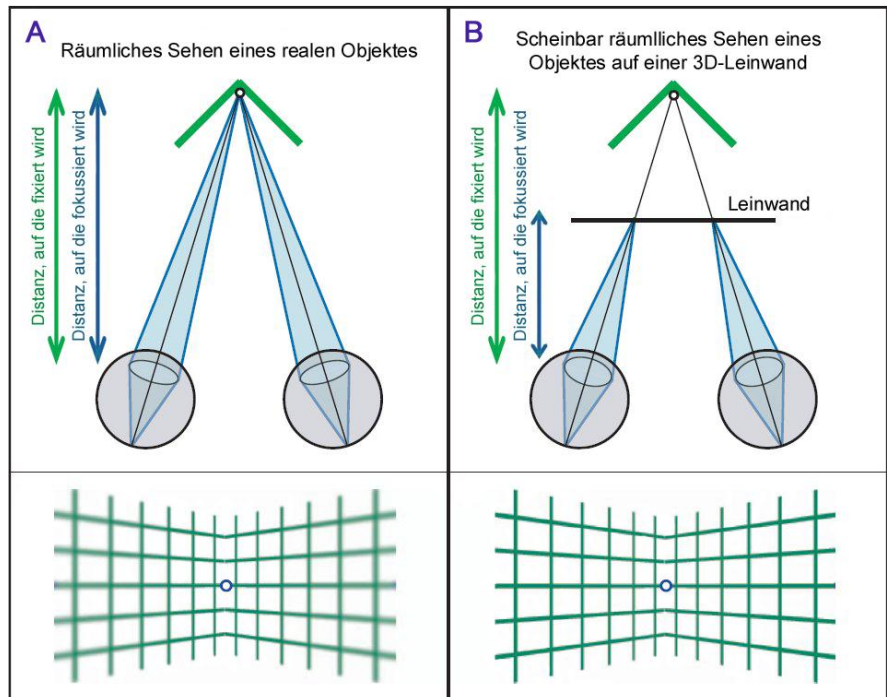 A
Räumliches Sehen eines realen Objektes
Distanz, auf die fixiert wird
Distanz, auf die fokussiert wird
B
Scheinbar räumlliches Sehen eines
Objektes auf einer 3D-Leinwand
Distanz, auf die fixiert wird
Distanz, auf die fokussiert wird
Leinwand